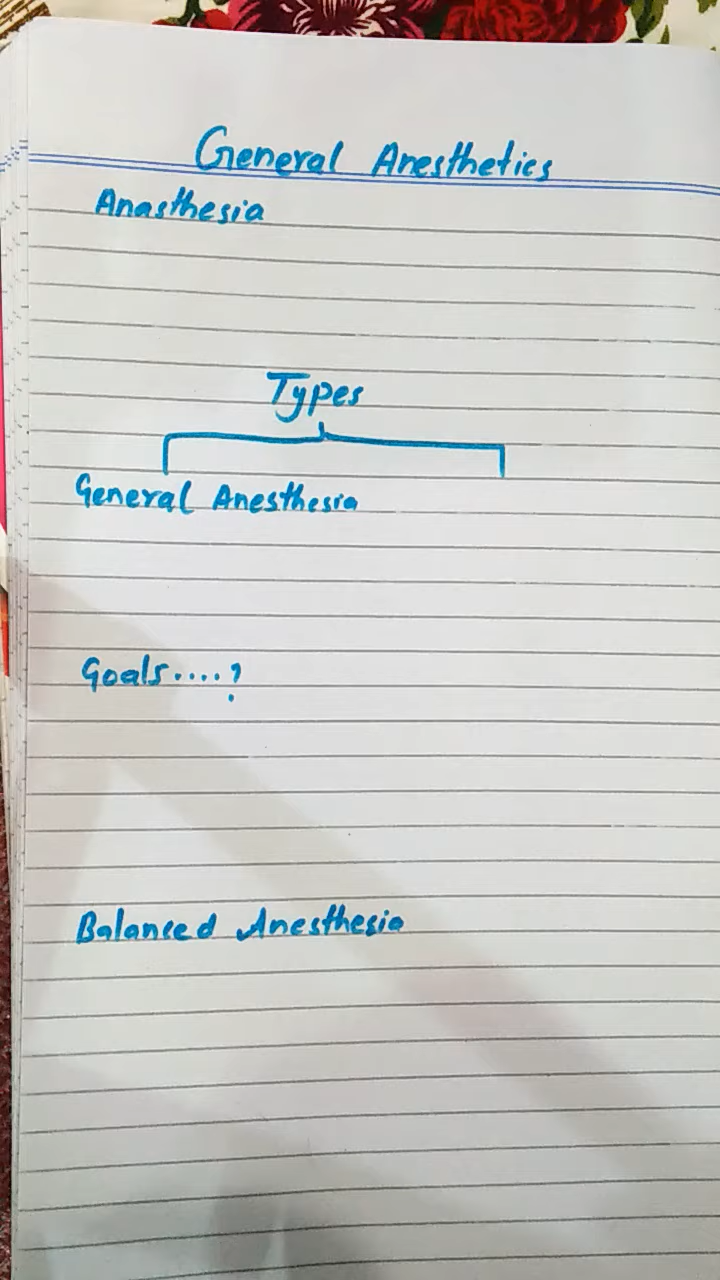 General Anesthetics
Anasthesia
Types
General Anesthesia
Goals....?
Balanced Anesthesia